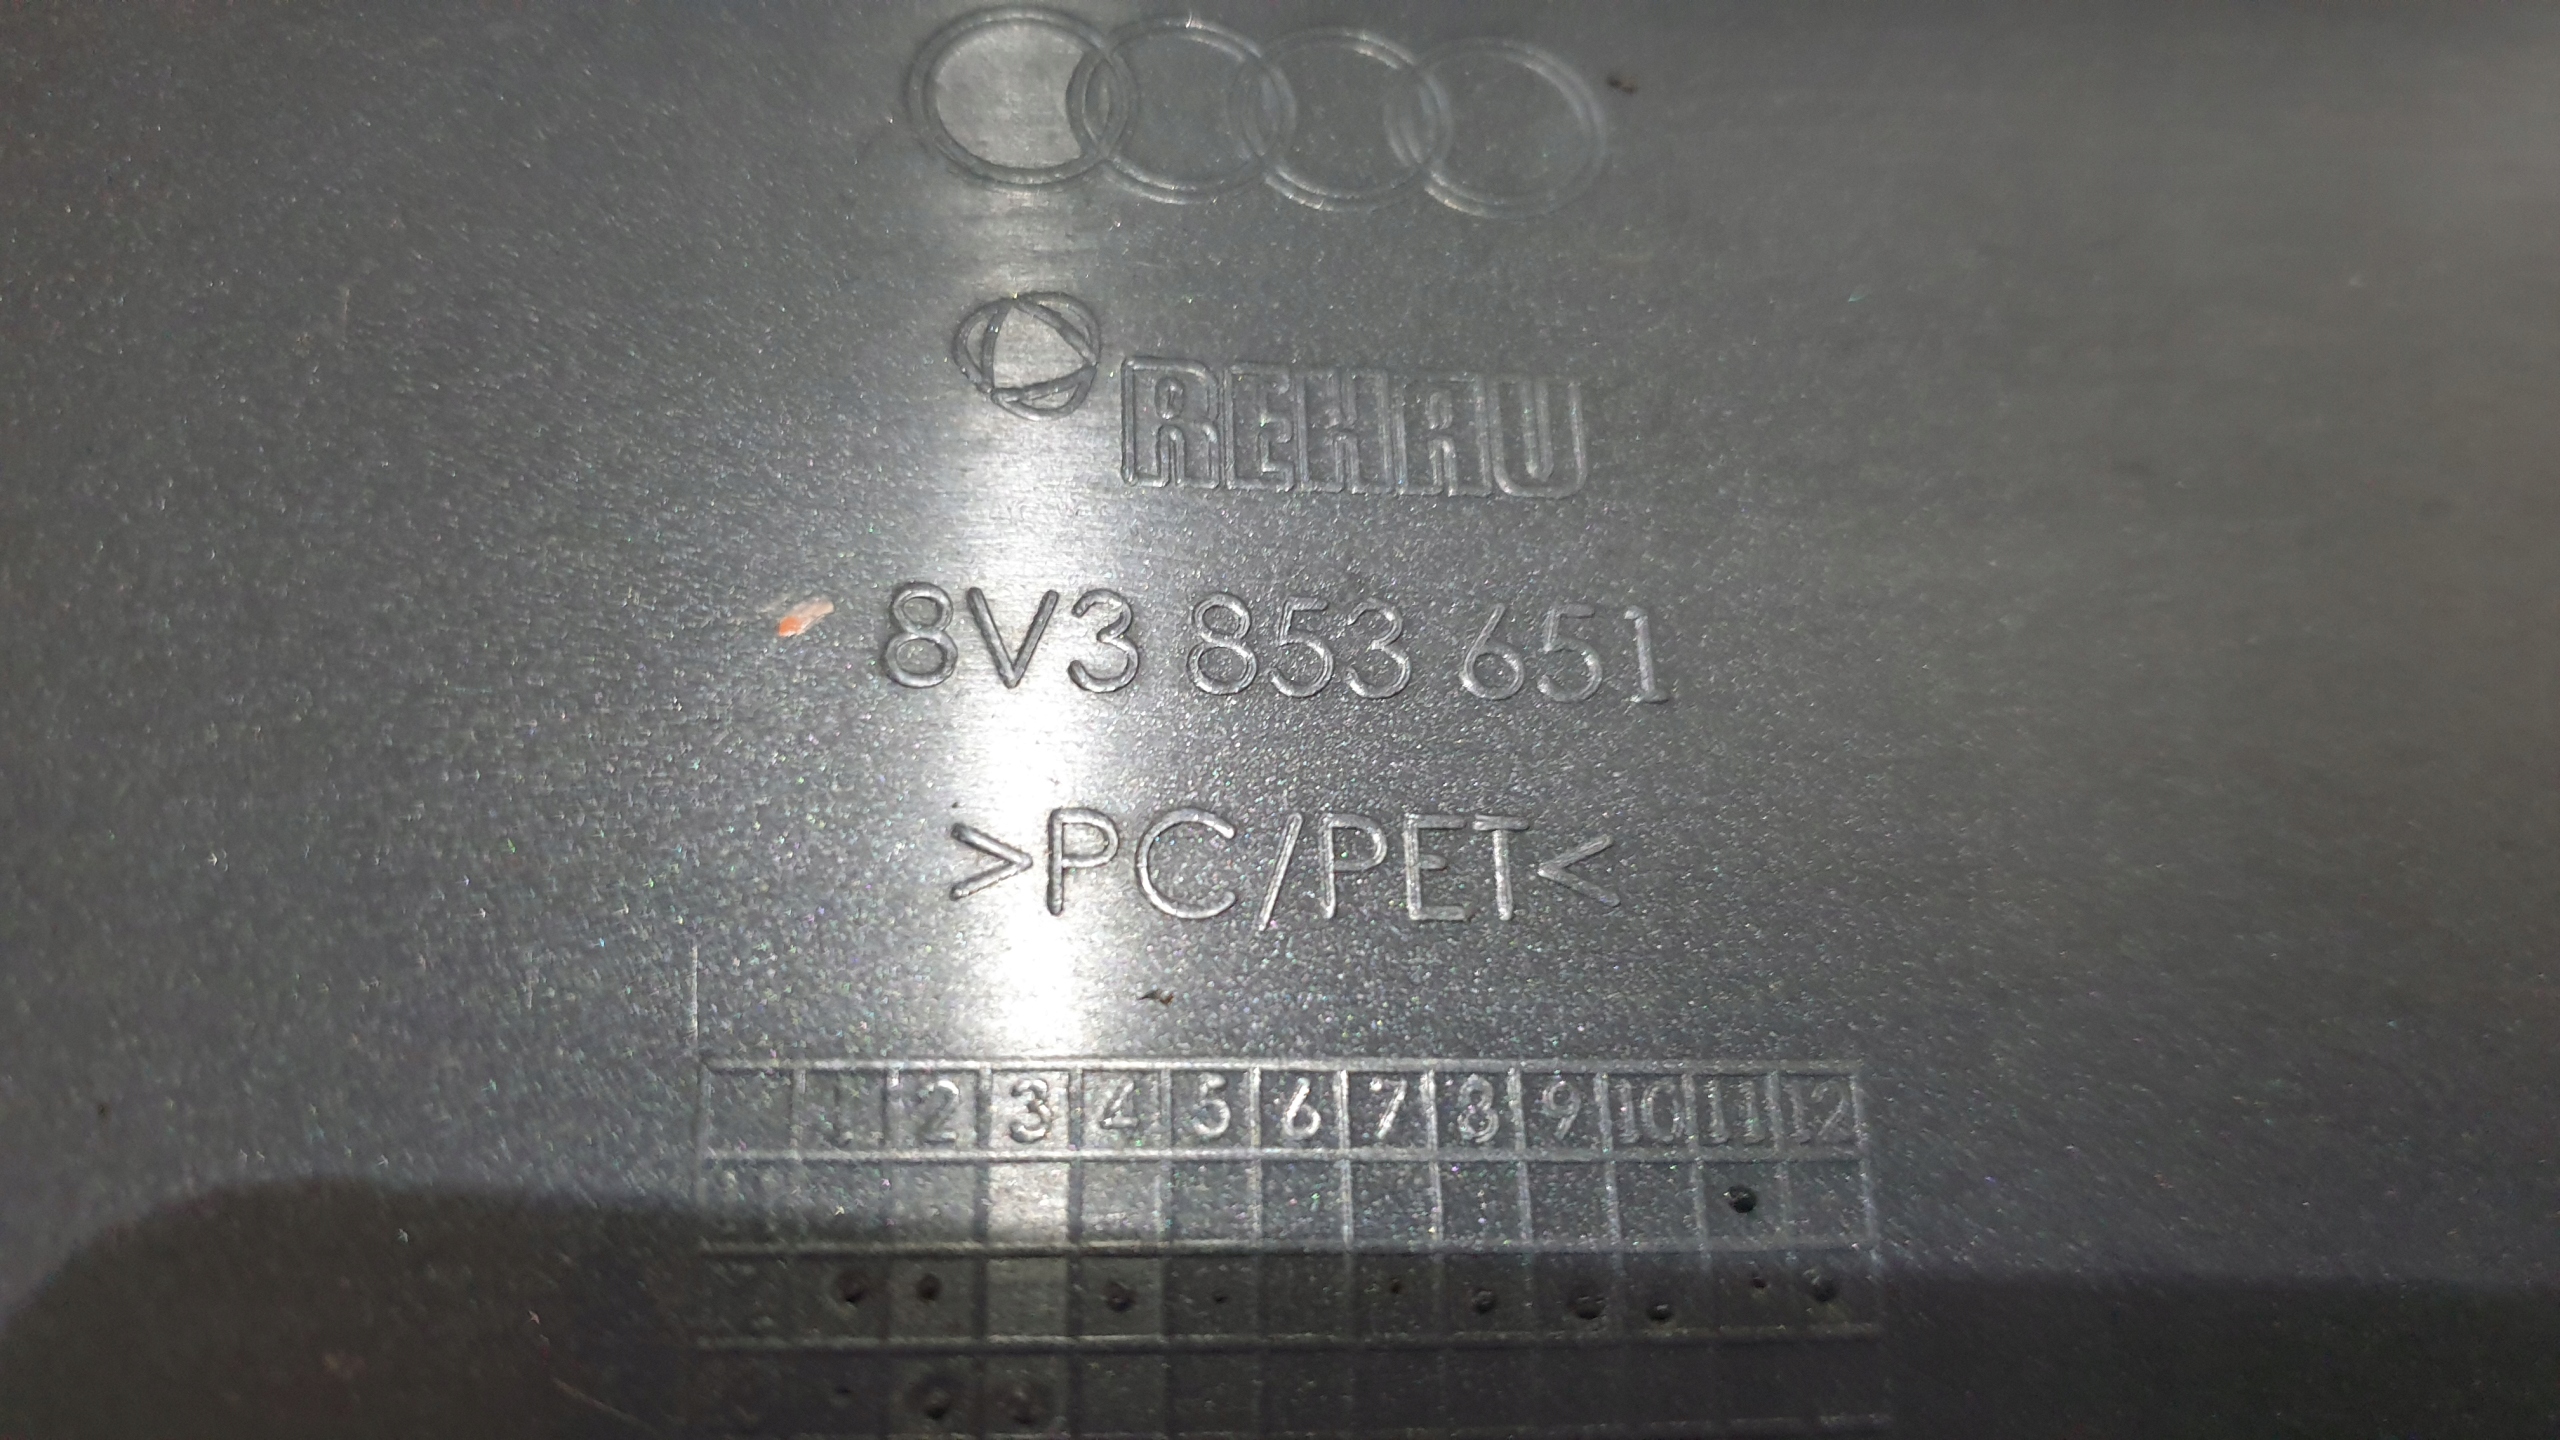 REHAU
8V3 853 651
>PC/PET<
1 2 3 4 5 6 7 8 9 10 11 12